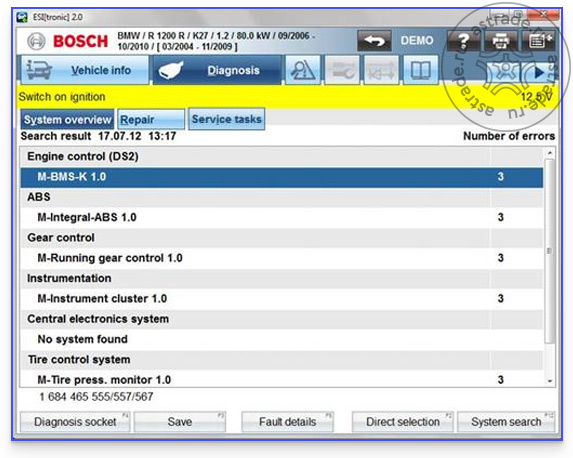 ESI[tronic] 2.0
BOSCH BMW / R 1200 R / K27 / 1.2 / 80.0 kW / 09/2006 -
10/2010 / [ 03/2004 - 11/2009 ] DEMO ?
Vehicle info Diagnosis
Switch on ignition 12.5 V
System overview Repair Service tasks
Search result 17.07.12 13:17 Number of errors
Engine control (DS2)
M-BMS-K 1.0 3
ABS
M-Integral-ABS 1.0 3
Gear control
M-Running gear control 1.0 3
Instrumentation
M-Instrument cluster 1.0 3
Central electronics system
No system found
Tire control system
M-Tire press. monitor 1.0 3
1 684 465 555/557/567
Diagnosis socket Save Fault details Direct selection System search
astrade.ru astrade.ru